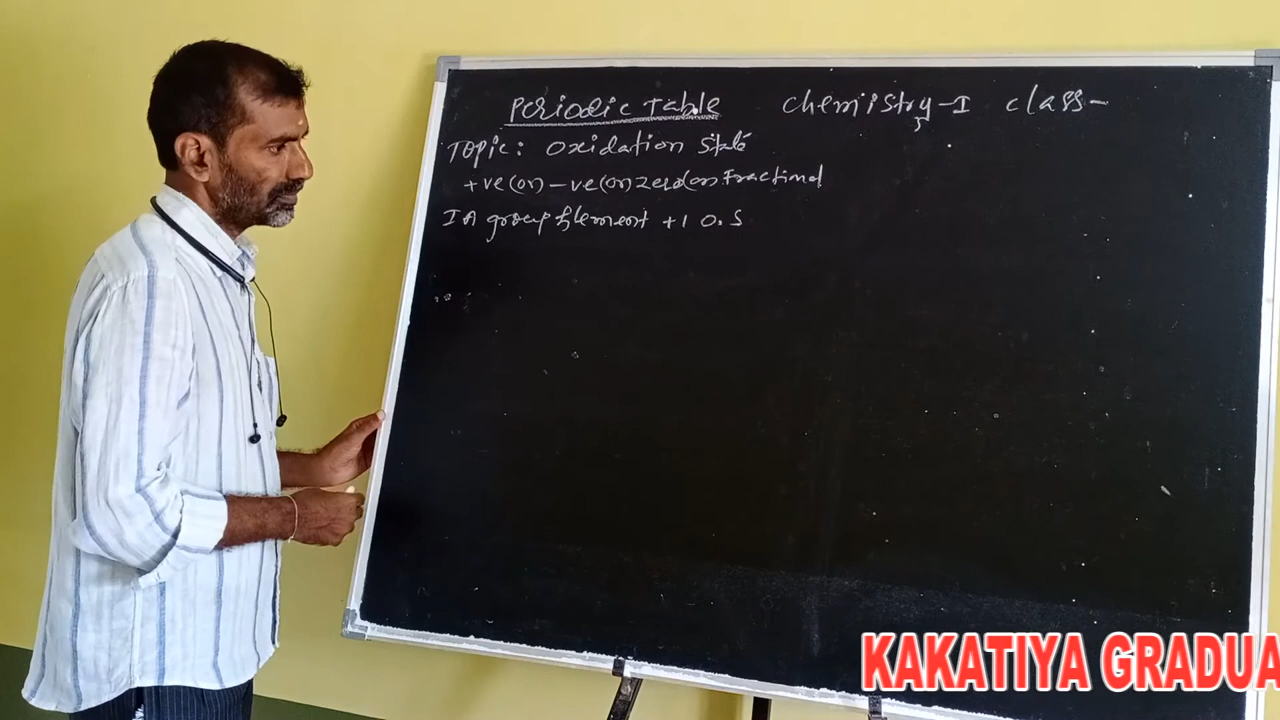 Periodic Table Chemistry-I class-
Topic: Oxidation State
+ve(or)-ve(or)zero(or)Fractional
IA group Element +1 O.S
KAKATIYA GRADUA